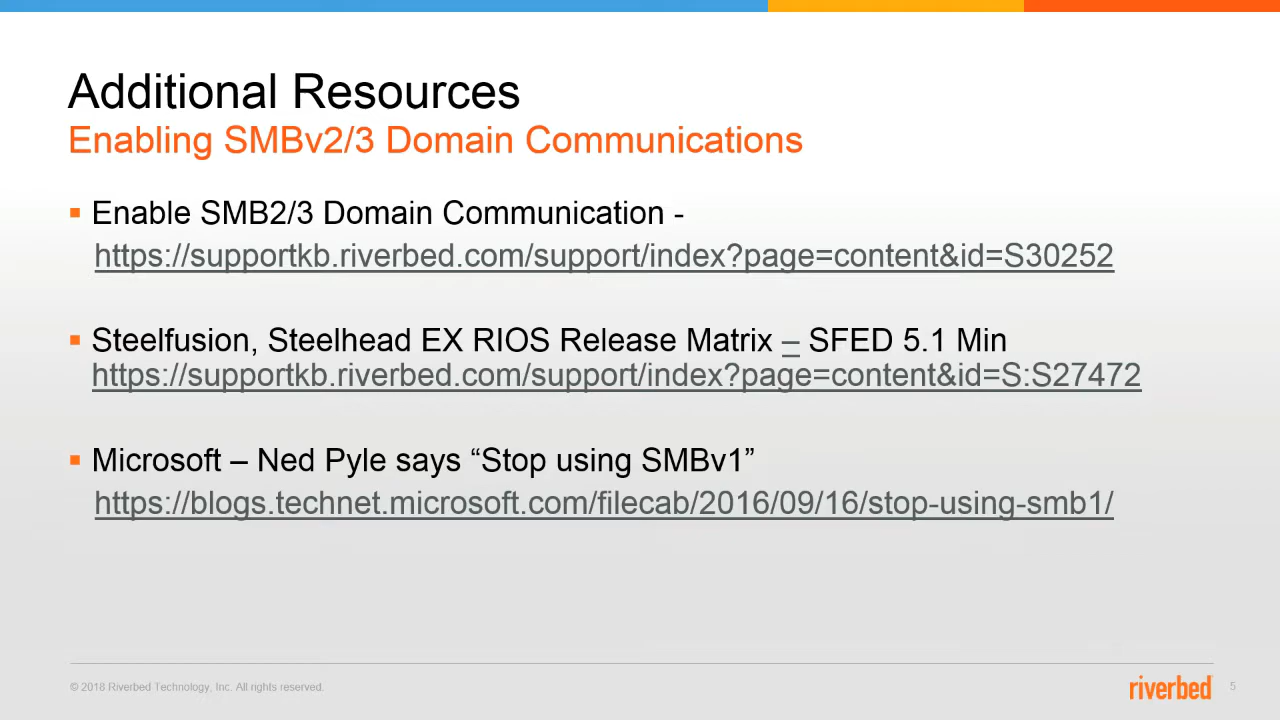 Additional Resources
Enabling SMBv2/3 Domain Communications
Enable SMB2/3 Domain Communication -
https://supportkb.riverbed.com/support/index?page=content&id=S30252
Steelfusion, Steelhead EX RIOS Release Matrix – SFED 5.1 Min
https://supportkb.riverbed.com/support/index?page=content&id=S:S27472
Microsoft – Ned Pyle says “Stop using SMBv1”
https://blogs.technet.microsoft.com/filecab/2016/09/16/stop-using-smb1/
© 2018 Riverbed Technology, Inc. All rights reserved.
riverbed
5